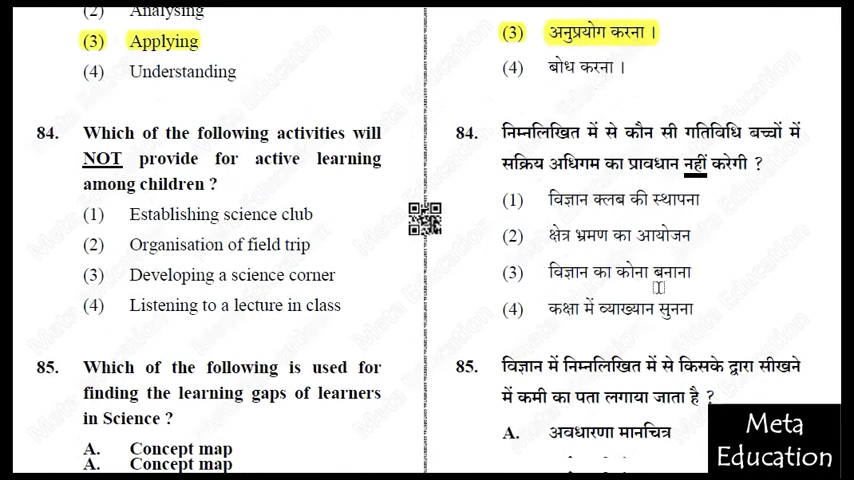 (2) Analysing
(3) Applying
(4) Understanding
84. Which of the following activities will
NOT provide for active learning
among children ?
(1) Establishing science club
(2) Organisation of field trip
(3) Developing a science corner
(4) Listening to a lecture in class
85. Which of the following is used for
finding the learning gaps of learners
in Science ?
A. Concept map
A. Concept map
(3) अनुप्रयोग करना ।
(4) बोध करना ।
84. निम्नलिखित में से कौन सी गतिविधि बच्चों में
सक्रिय अधिगम का प्रावधान नहीं करेगी ?
(1) विज्ञान क्लब की स्थापना
(2) क्षेत्र भ्रमण का आयोजन
(3) विज्ञान का कोना बनाना
(4) कक्षा में व्याख्यान सुनना
85. विज्ञान में निम्नलिखित में से किसके द्वारा सीखने
में कमी का पता लगाया जाता है ?
A. अवधारणा मानचित्र
Meta
Education